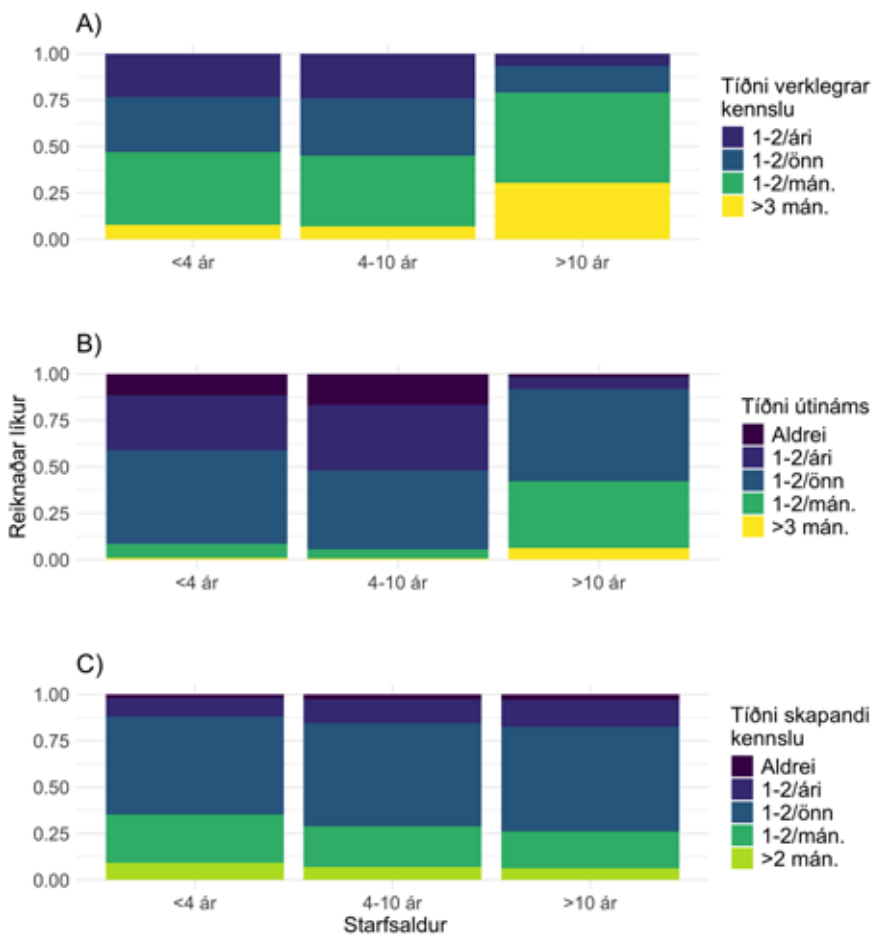 A)
1.00
0.75
0.50
0.25
0.00
<4 ár
4-10 ár
>10 ár
Tíðni verklegrar
kennslu
1-2/ári
1-2/önn
1-2/mán.
>3 mán.
B)
Reiknaðar líkur
1.00
0.75
0.50
0.25
0.00
<4 ár
4-10 ár
>10 ár
Tíðni útináms
Aldrei
1-2/ári
1-2/önn
1-2/mán.
>3 mán.
C)
1.00
0.75
0.50
0.25
0.00
<4 ár
4-10 ár
>10 ár
Starfsaldur
Tíðni skapandi
kennslu
Aldrei
1-2/ári
1-2/önn
1-2/mán.
>2 mán.